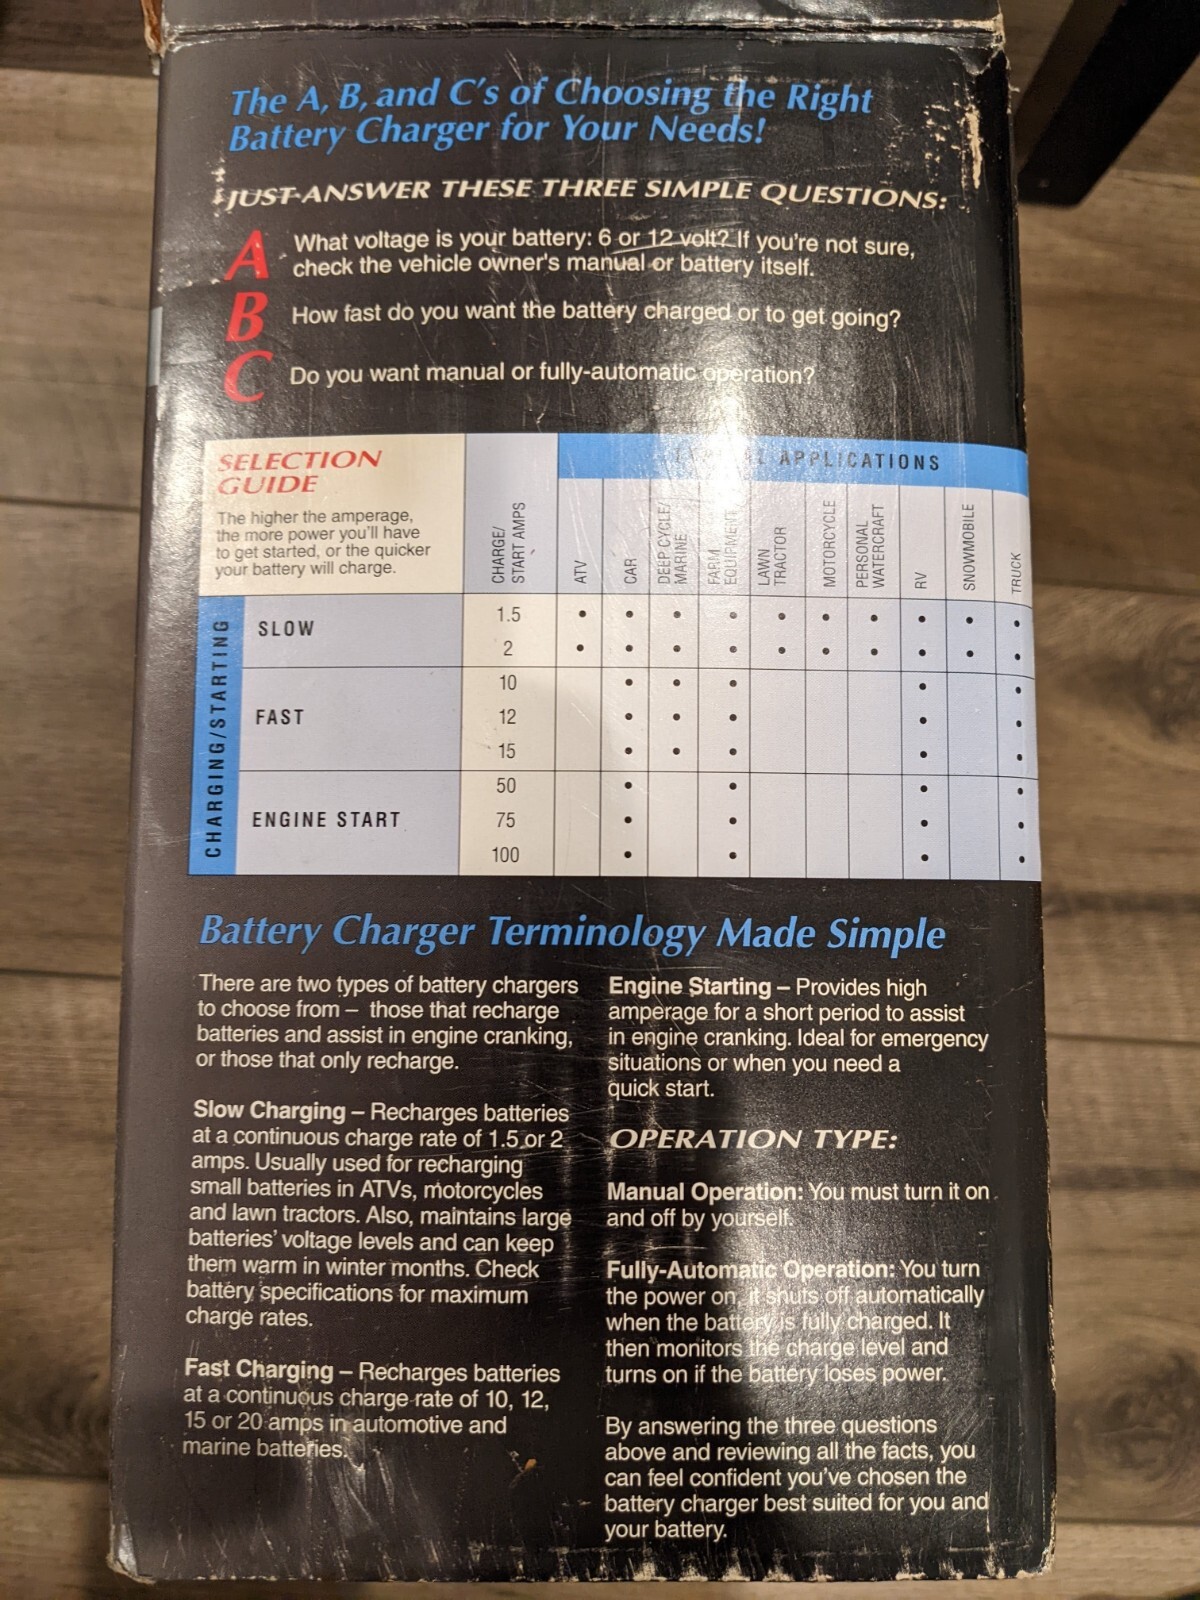 The A, B, and C's of Choosing the Right
Battery Charger for Your Needs!
JUST ANSWER THESE THREE SIMPLE QUESTIONS:
A What voltage is your battery: 6 or 12 volt? If you're not sure,
check the vehicle owner's manual or battery itself.
B How fast do you want the battery charged or to get going?
C Do you want manual or fully-automatic operation?
SELECTION
GUIDE
The higher the amperage,
the more power you'll have
to get started, or the quicker
your battery will charge.
CHARGE/
START AMPS
APPLICATIONS
ATV
CAR
DEEP CYCLE/
MARINE
FARM
EQUIPMENT
LAWN
TRACTOR
MOTORCYCLE
PERSONAL
WATERCRAFT
RV
SNOWMOBILE
TRUCK
CHARGING/STARTING
SLOW
1.5 • • • • • • • • • •
2 • • • • • • • • • •
FAST
10 • • • • •
12 • • • • •
15 • • • • •
ENGINE START
50 • • • •
75 • • • •
100 • • • •
Battery Charger Terminology Made Simple
There are two types of battery chargers
to choose from – those that recharge
batteries and assist in engine cranking,
or those that only recharge.
Slow Charging – Recharges batteries
at a continuous charge rate of 1.5 or 2
amps. Usually used for recharging
small batteries in ATVs, motorcycles
and lawn tractors. Also, maintains large
batteries' voltage levels and can keep
them warm in winter months. Check
battery specifications for maximum
charge rates.
Fast Charging – Recharges batteries
at a continuous charge rate of 10, 12,
15 or 20 amps in automotive and
marine batteries.
Engine Starting – Provides high
amperage for a short period to assist
in engine cranking. Ideal for emergency
situations or when you need a
quick start.
OPERATION TYPE:
Manual Operation: You must turn it on
and off by yourself.
Fully-Automatic Operation: You turn
the power on, it shuts off automatically
when the battery is fully charged. It
then monitors the charge level and
turns on if the battery loses power.
By answering the three questions
above and reviewing all the facts, you
can feel confident you've chosen the
battery charger best suited for you and
your battery.